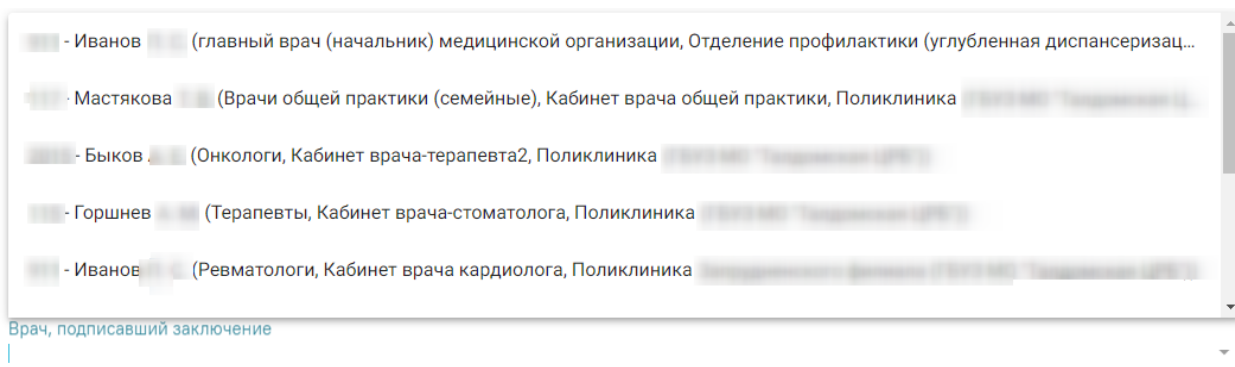 - Иванов (главный врач (начальник) медицинской организации, Отделение профилактики (углубленная диспансеризац...
- Мастякова (Врачи общей практики (семейные), Кабинет врача общей практики, Поликлиника
- Быков (Онкологи, Кабинет врача-терапевта2, Поликлиника
- Горшнев (Терапевты, Кабинет врача-стоматолога, Поликлиника
- Иванов (Ревматологи, Кабинет врача кардиолога, Поликлиника
Врач, подписавший заключение